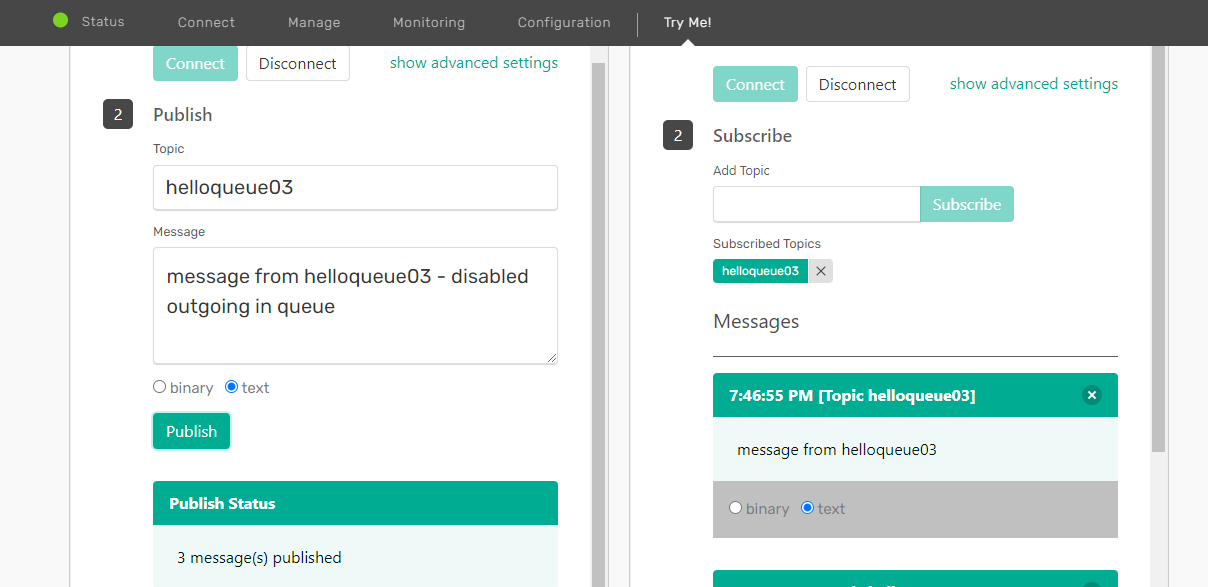 Status Connect Manage Monitoring Configuration Try Me!
Connect Disconnect show advanced settings
2 Publish
Topic
helloqueue03
Message
message from helloqueue03 - disabled
outgoing in queue
binary text
Publish
Publish Status
3 message(s) published
Connect Disconnect show advanced settings
2 Subscribe
Add Topic
Subscribe
Subscribed Topics
helloqueue03
Messages
7:46:55 PM [Topic helloqueue03]
message from helloqueue03
binary text